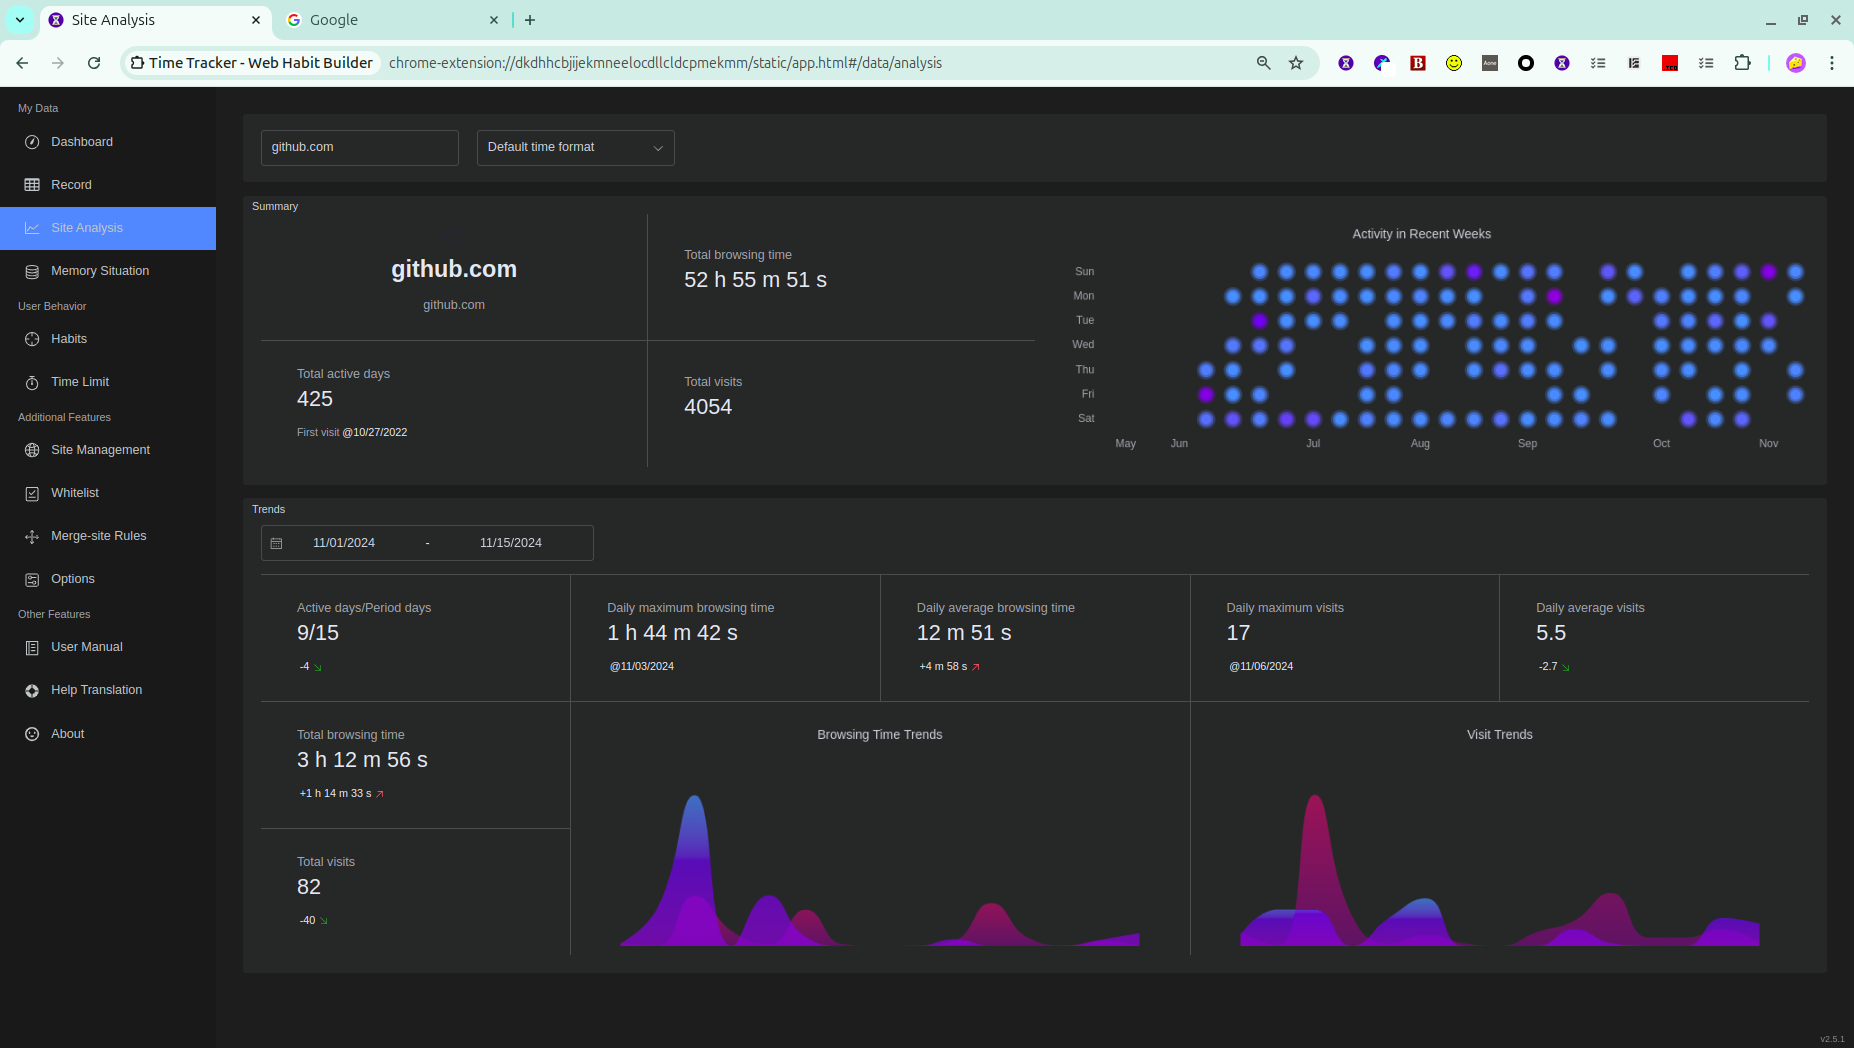 Site Analysis
Google
Time Tracker - Web Habit Builder
chrome-extension://dkdhhcbjijekmneelocdllcldcpmekmm/static/app.html#/data/analysis
My Data
Dashboard
Record
Site Analysis
Memory Situation
User Behavior
Habits
Time Limit
Additional Features
Site Management
Whitelist
Merge-site Rules
Options
Other Features
User Manual
Help Translation
About
github.com
Default time format
Summary
github.com
github.com
Total browsing time
52 h 55 m 51 s
Total active days
425
First visit @10/27/2022
Total visits
4054
Activity in Recent Weeks
Sun
Mon
Tue
Wed
Thu
Fri
Sat
May Jun Jul Aug Sep Oct Nov
Trends
11/01/2024 - 11/15/2024
Active days/Period days
9/15
-4
Daily maximum browsing time
1 h 44 m 42 s
@11/03/2024
Daily average browsing time
12 m 51 s
+4 m 58 s
Daily maximum visits
17
@11/06/2024
Daily average visits
5.5
-2.7
Total browsing time
3 h 12 m 56 s
+1 h 14 m 33 s
Total visits
82
-40
Browsing Time Trends
Visit Trends
v2.5.1